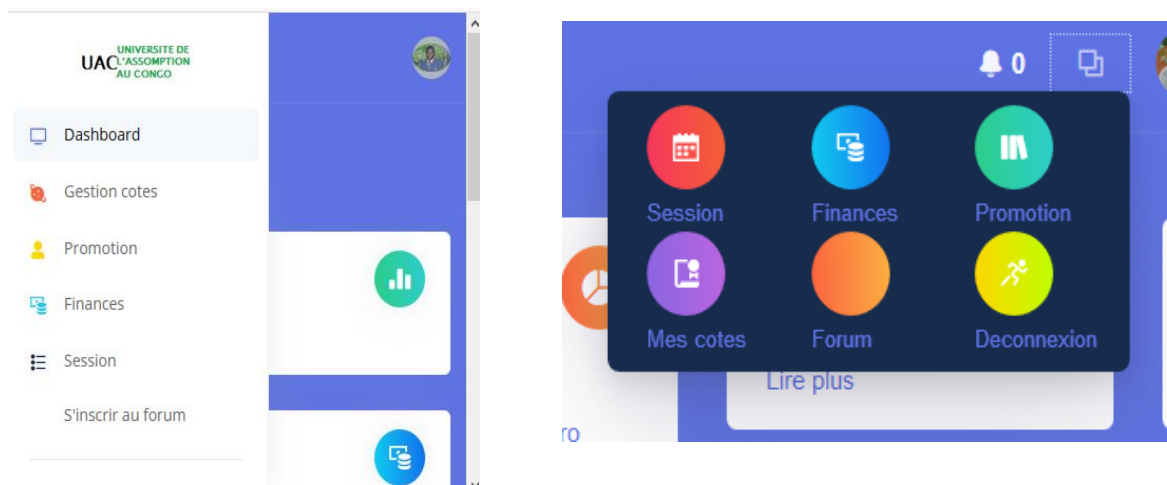 UNIVERSITE DE
UAC L'ASSOMPTION
AU CONGO
Dashboard
Gestion cotes
Promotion
Finances
Session
S'inscrir au forum
0
Session Finances Promotion
Mes cotes Forum Deconnexion
Lire plus
ro